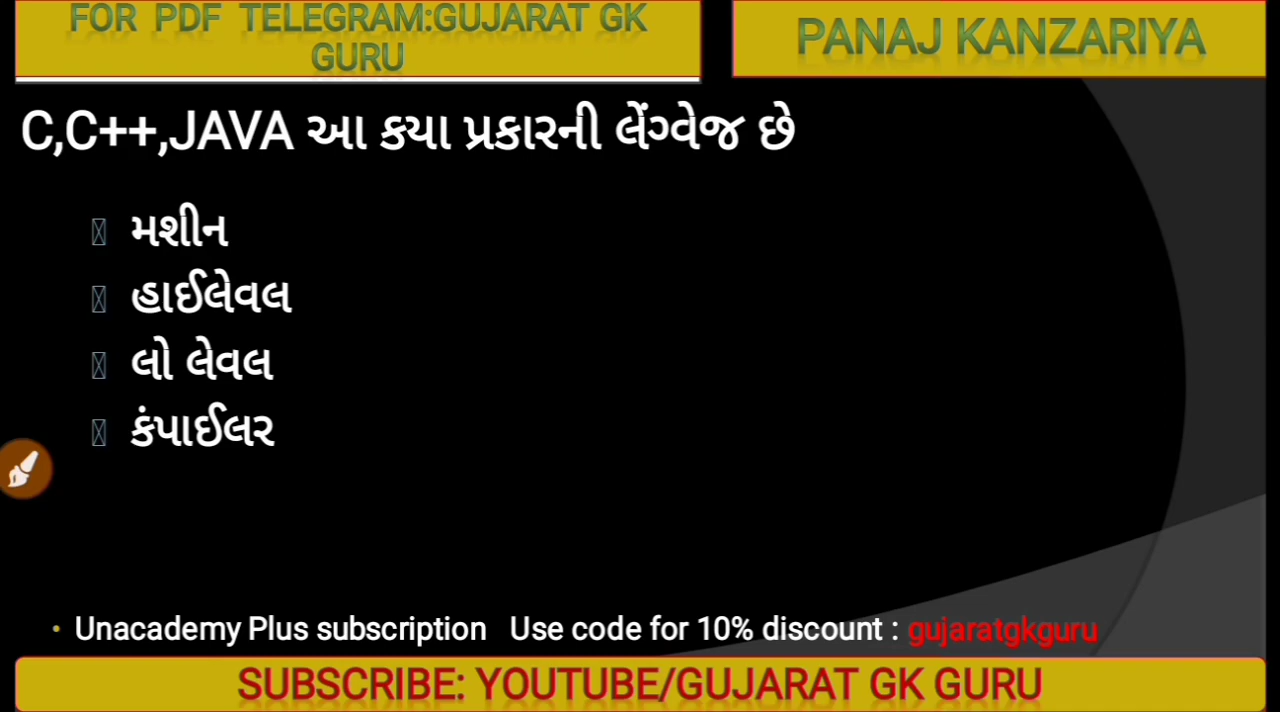 FOR PDF TELEGRAM:GUJARAT GK
GURU
PANAJ KANZARIYA
C,C++,JAVA આ કયા પ્રકારની લેંગ્વેજ છે
મશીન
હાઈલેવલ
લો લેવલ
કંપાઈલર
• Unacademy Plus subscription Use code for 10% discount : gujaratgkguru
SUBSCRIBE: YOUTUBE/GUJARAT GK GURU